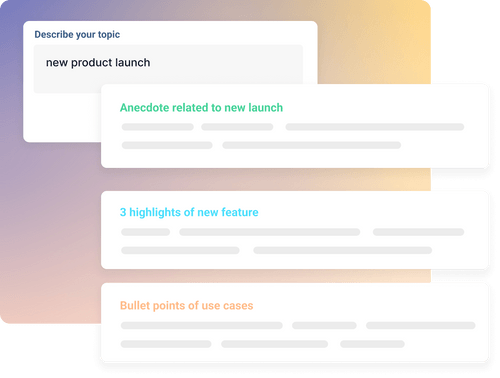 Describe your topic
new product launch
Anecdote related to new launch
3 highlights of new feature
Bullet points of use cases